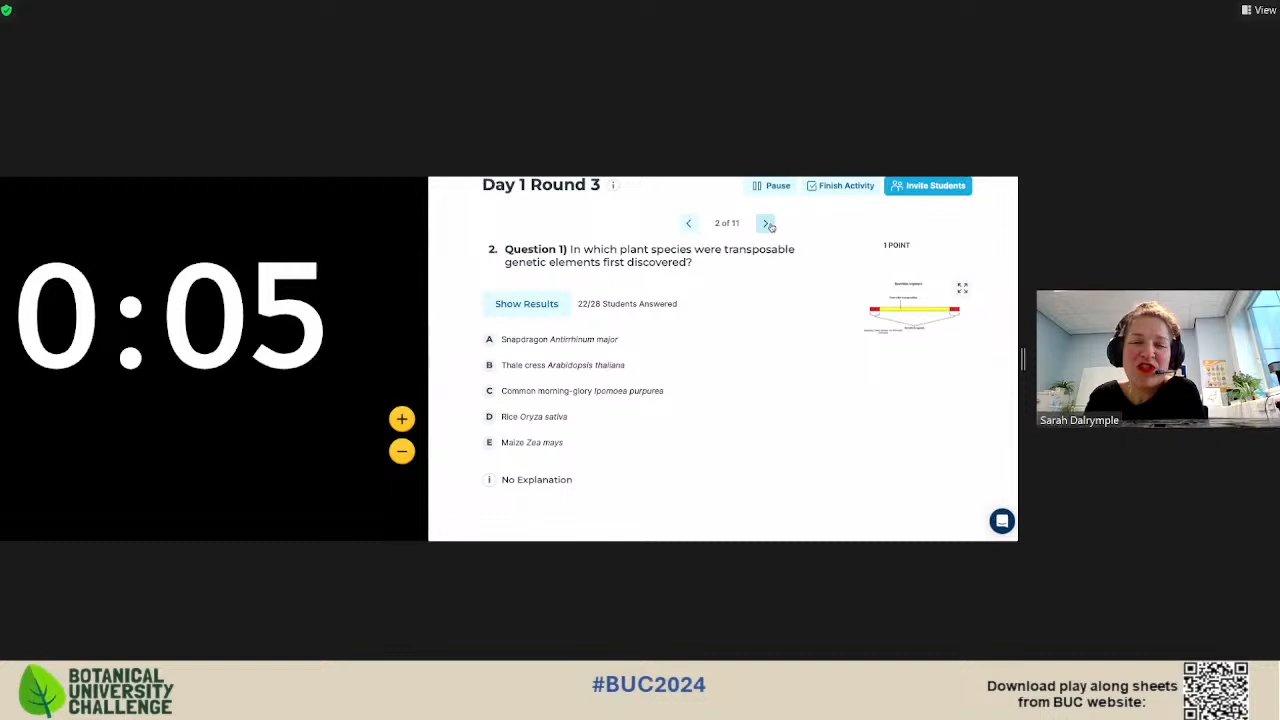 View
0:05
Day 1 Round 3
i
Pause
Finish Activity
Invite Students
2 of 11
2. Question 1) In which plant species were transposable
genetic elements first discovered?
1 POINT
Show Results
22/28 Students Answered
A Snapdragon Antirrhinum major
B Thale cress Arabidopsis thaliana
C Common morning-glory Ipomoea purpurea
D Rice Oryza sativa
E Maize Zea mays
i No Explanation
+
−
Sarah Dalrymple
BOTANICAL
UNIVERSITY
CHALLENGE
#BUC2024
Download play along sheets
from BUC website: